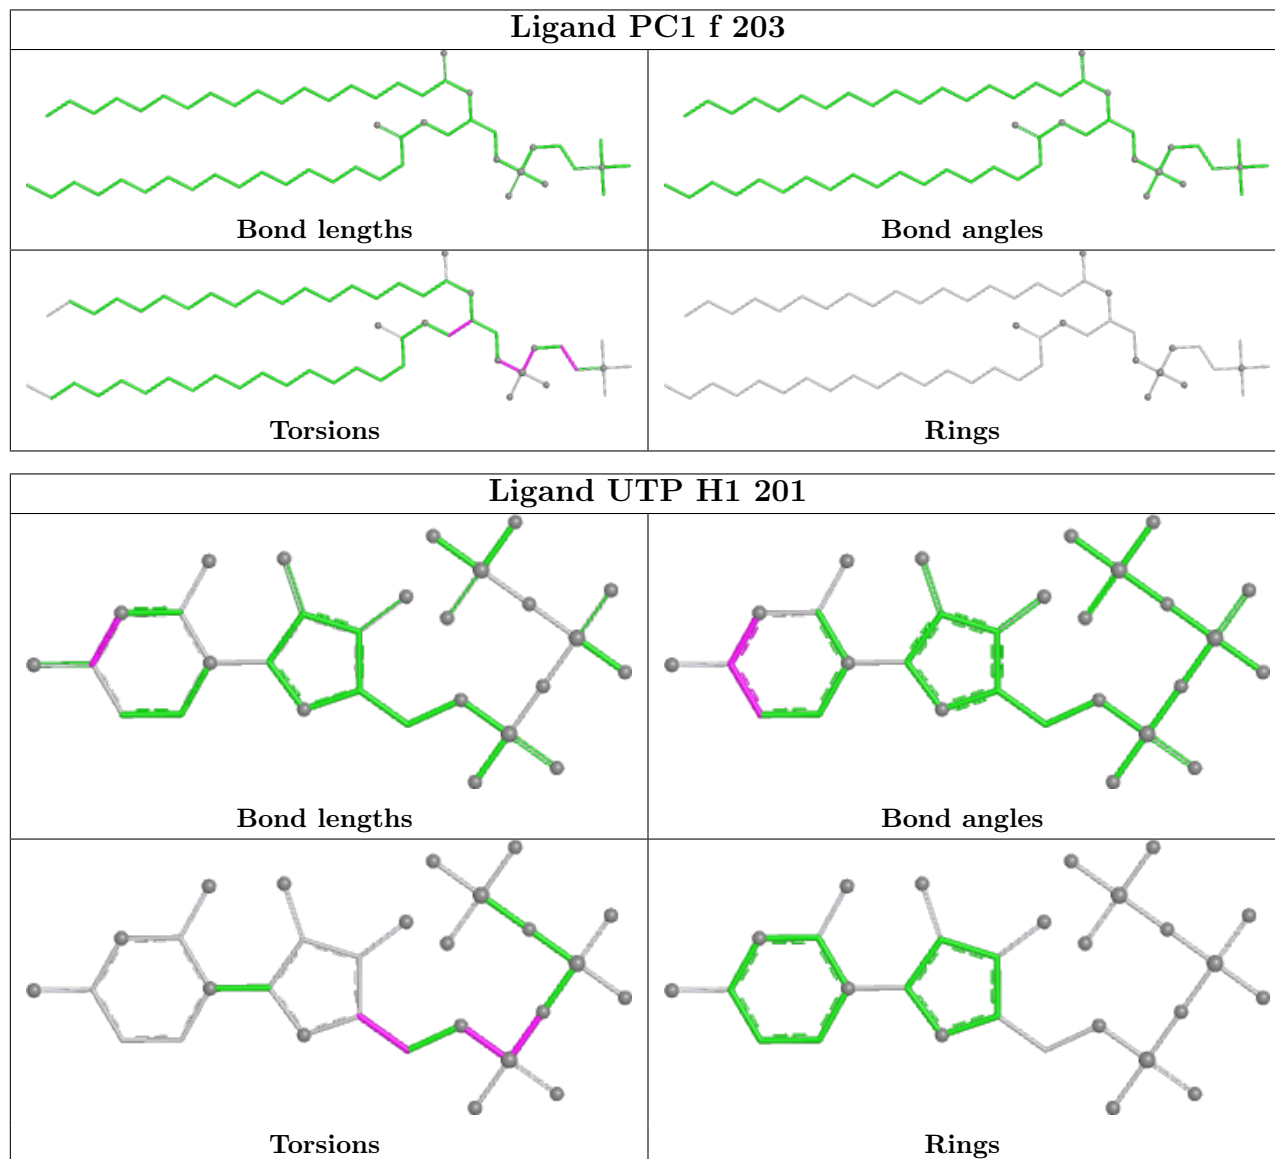 Ligand PC1 f 203
Bond lengths
Bond angles
Torsions
Rings
Ligand UTP H1 201
Bond lengths
Bond angles
Torsions
Rings